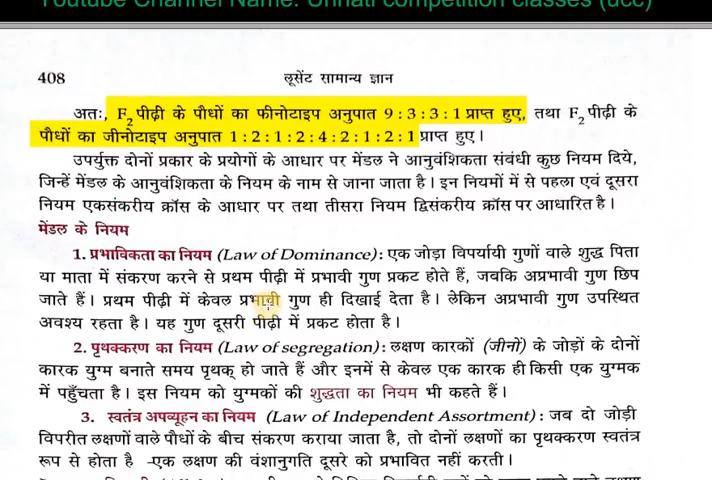 Youtube Channel Name: Unnati competition classes (ucc)
408 लूसेंट सामान्य ज्ञान
अतः, F₂ पीढ़ी के पौधों का फीनोटाइप अनुपात 9 : 3 : 3 : 1 प्राप्त हुए, तथा F₂ पीढ़ी के
पौधों का जीनोटाइप अनुपात 1 : 2 : 1 : 2 : 4 : 2 : 1 : 2 : 1 प्राप्त हुए।
उपर्युक्त दोनों प्रकार के प्रयोगों के आधार पर मेंडल ने आनुवंशिकता संबंधी कुछ नियम दिये,
जिन्हें मेंडल के आनुवंशिकता के नियम के नाम से जाना जाता है। इन नियमों में से पहला एवं दूसरा
नियम एकसंकरीय क्रॉस के आधार पर तथा तीसरा नियम द्विसंकरीय क्रॉस पर आधारित है।
मेंडल के नियम
1. प्रभाविकता का नियम (Law of Dominance) : एक जोड़ा विपर्यायी गुणों वाले शुद्ध पिता
या माता में संकरण करने से प्रथम पीढ़ी में प्रभावी गुण प्रकट होते हैं, जबकि अप्रभावी गुण छिप
जाते हैं। प्रथम पीढ़ी में केवल प्रभावी गुण ही दिखाई देता है। लेकिन अप्रभावी गुण उपस्थित
अवश्य रहता है। यह गुण दूसरी पीढ़ी में प्रकट होता है।
2. पृथक्करण का नियम (Law of segregation) : लक्षण कारकों (जीनों) के जोड़ों के दोनों
कारक युग्म बनाते समय पृथक् हो जाते हैं और इनमें से केवल एक कारक ही किसी एक युग्मक
में पहुँचता है। इस नियम को युग्मकों की शुद्धता का नियम भी कहते हैं।
3. स्वतंत्र अपव्यूहन का नियम (Law of Independent Assortment) : जब दो जोड़ी
विपरीत लक्षणों वाले पौधों के बीच संकरण कराया जाता है, तो दोनों लक्षणों का पृथक्करण स्वतंत्र
रूप से होता है -एक लक्षण की वंशानुगति दूसरे को प्रभावित नहीं करती।